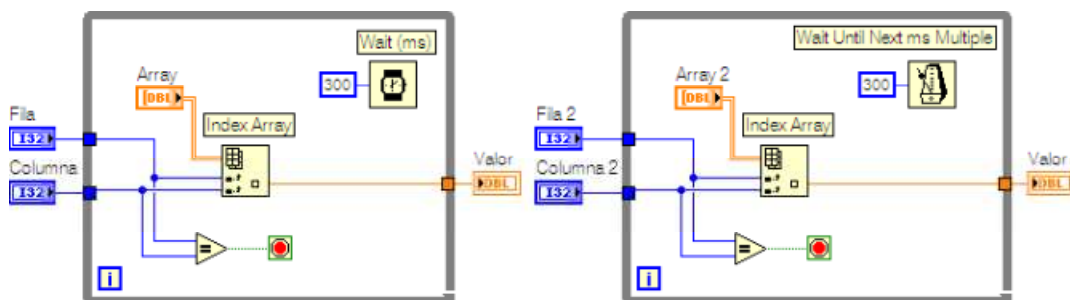 Wait (ms)
Array
300
[DBL]
Fila
Index Array
I32
Columna
I32
Valor
DBL
=
i
Wait Until Next ms Multiple
Array 2
300
[DBL]
Fila 2
Index Array
I32
Columna 2
I32
Valor
DBL
=
i